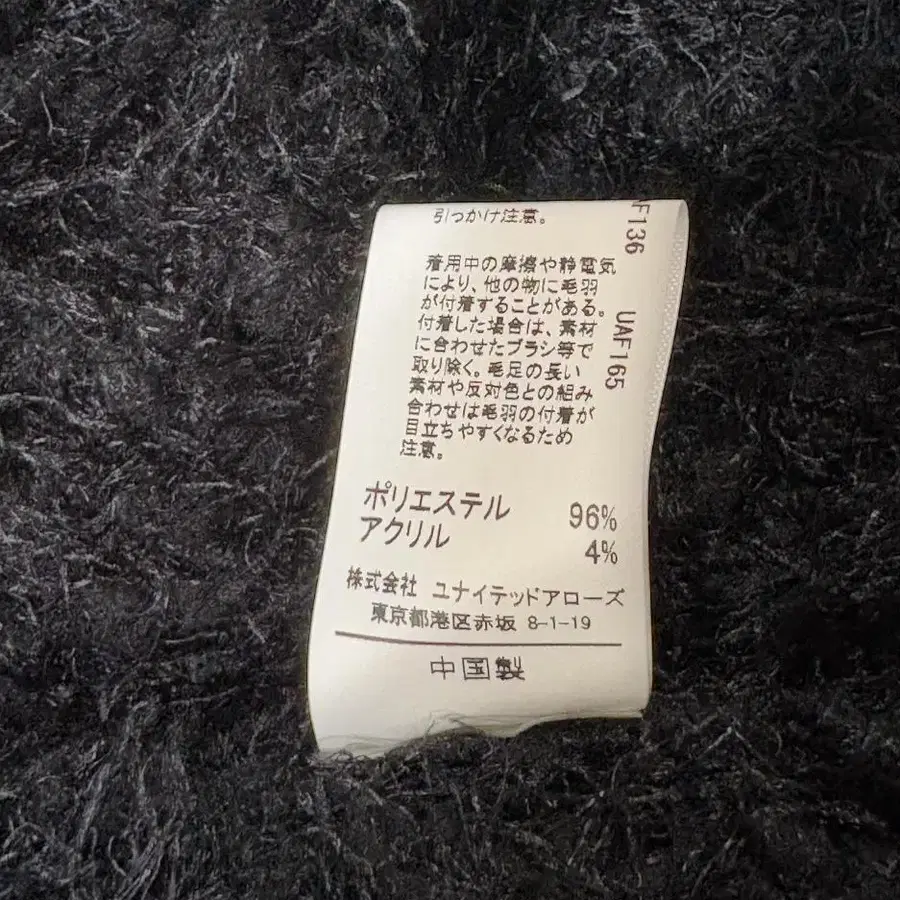 引っかけ注意。
着用中の摩擦や静電気
により、他の物に毛羽
が付着することがある。
付着した場合は、素材
に合わせたブラシ等で
取り除く。毛足の長い
素材や反対色との組み
合わせは毛羽の付着が
目立ちやすくなるため
注意。
ポリエステル 96%
アクリル 4%
株式会社 ユナイテッドアローズ
東京都港区赤坂 8-1-19
中国製
F136 UAF165